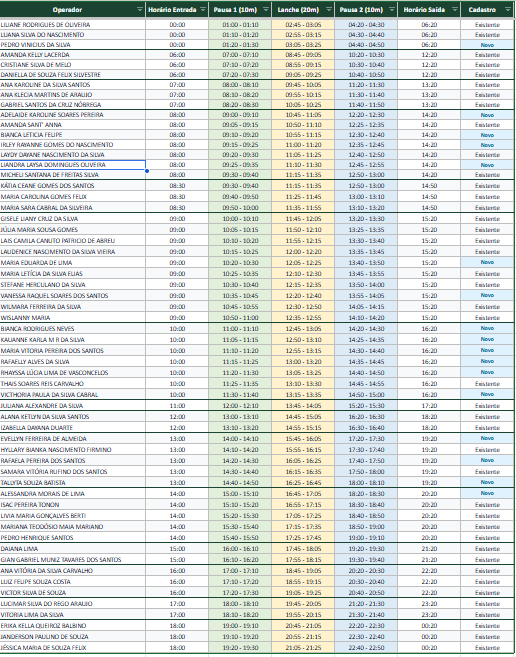 Operador Horário Entrada Pausa 1 (10m) Lanche (20m) Pausa 2 (10m) Horário Saída Cadastro
LILIANE RODRIGUES DE OLIVEIRA 00:00 01:00 - 01:10 02:45 - 03:05 04:20 - 04:30 06:20 Existente
LUANA SILVA DO NASCIMENTO 00:00 01:10 - 01:20 02:55 - 03:15 04:30 - 04:40 06:20 Existente
PEDRO VINICIUS DA SILVA 00:00 01:20 - 01:30 03:05 - 03:25 04:40 - 04:50 06:20 Novo
AMANDA KELLY LACERDA 06:00 07:00 - 07:10 08:45 - 09:05 10:20 - 10:30 12:20 Existente
CRISTIANE SILVA DE MELO 06:00 07:10 - 07:20 08:55 - 09:15 10:30 - 10:40 12:20 Existente
DANIELLA DE SOUZA FELIX SILVESTRE 06:00 07:20 - 07:30 09:05 - 09:25 10:40 - 10:50 12:20 Existente
ANA KAROLINE DA SILVA SANTOS 07:00 08:00 - 08:10 09:45 - 10:05 11:20 - 11:30 13:20 Existente
ANA KLECIA MARTINS DE ARAUJO 07:00 08:10 - 08:20 09:55 - 10:15 11:30 - 11:40 13:20 Existente
GABRIEL SANTOS DA CRUZ NÓBREGA 07:00 08:20 - 08:30 10:05 - 10:25 11:40 - 11:50 13:20 Existente
ADELAIDE KAROLINE SOARES PEREIRA 08:00 09:00 - 09:10 10:45 - 11:05 12:20 - 12:30 14:20 Novo
AMANDA SANT' ANNA 08:00 09:05 - 09:15 10:50 - 11:10 12:25 - 12:35 14:20 Existente
BIANCA LETICIA FELIPE 08:00 09:10 - 09:20 10:55 - 11:15 12:30 - 12:40 14:20 Novo
IRLEY RAYANNE GOMES DO NASCIMENTO 08:00 09:15 - 09:25 11:00 - 11:20 12:35 - 12:45 14:20 Novo
LAYDY DAYANE NASCIMENTO DA SILVA 08:00 09:20 - 09:30 11:05 - 11:25 12:40 - 12:50 14:20 Existente
LIANDRA LAYSA DOMINGUES OLIVEIRA 08:00 09:25 - 09:35 11:10 - 11:30 12:45 - 12:55 14:20 Novo
MICHELI SANTANA DE FREITAS SILVA 08:00 09:30 - 09:40 11:15 - 11:35 12:50 - 13:00 14:20 Existente
KÁTIA CEANE GOMES DOS SANTOS 08:30 09:30 - 09:40 11:15 - 11:35 12:50 - 13:00 14:50 Existente
MARIA CAROLINA GOMES FELIX 08:30 09:40 - 09:50 11:25 - 11:45 13:00 - 13:10 14:50 Existente
MARIA SARA CABRAL DA SILVEIRA 08:30 09:50 - 10:00 11:35 - 11:55 13:10 - 13:20 14:50 Existente
GISELE LIANY CRUZ DA SILVA 09:00 10:00 - 10:10 11:45 - 12:05 13:20 - 13:30 15:20 Existente
JÚLIA MARIA SOUSA GOMES 09:00 10:05 - 10:15 11:50 - 12:10 13:25 - 13:35 15:20 Existente
LAIS CAMILA CANUTO PATRICIO DE ABREU 09:00 10:10 - 10:20 11:55 - 12:15 13:30 - 13:40 15:20 Existente
LAUDENICE NASCIMENTO DA SILVA VIEIRA 09:00 10:15 - 10:25 12:00 - 12:20 13:35 - 13:45 15:20 Existente
MARIA EDUARDA DE LIMA 09:00 10:20 - 10:30 12:05 - 12:25 13:40 - 13:50 15:20 Novo
MARIA LETÍCIA DA SILVA ELIAS 09:00 10:25 - 10:35 12:10 - 12:30 13:45 - 13:55 15:20 Existente
STEFANE HERCULANO DA SILVA 09:00 10:30 - 10:40 12:15 - 12:35 13:50 - 14:00 15:20 Existente
VANESSA RAQUEL SOARES DOS SANTOS 09:00 10:35 - 10:45 12:20 - 12:40 13:55 - 14:05 15:20 Novo
WILMARA FERREIRA DA SILVA 09:00 10:45 - 10:55 12:30 - 12:50 14:05 - 14:15 15:20 Existente
WISLANNY MARIA 09:00 10:50 - 11:00 12:35 - 12:55 14:10 - 14:20 15:20 Existente
BIANCA RODRIGUES NEVES 10:00 11:00 - 11:10 12:45 - 13:05 14:20 - 14:30 16:20 Novo
KAUANNE KARLA M R DA SILVA 10:00 11:05 - 11:15 12:50 - 13:10 14:25 - 14:35 16:20 Novo
MARIA VITORIA PEREIRA DOS SANTOS 10:00 11:10 - 11:20 12:55 - 13:15 14:30 - 14:40 16:20 Novo
RAFAELLY ALVES DA SILVA 10:00 11:15 - 11:25 13:00 - 13:20 14:35 - 14:45 16:20 Novo
RHAYSSA LÚCIA LIMA DE VASCONCELOS 10:00 11:20 - 11:30 13:05 - 13:25 14:40 - 14:50 16:20 Novo
THAIS SOARES REIS CARVALHO 10:00 11:25 - 11:35 13:10 - 13:30 14:45 - 14:55 16:20 Existente
VICTHORIA PAULA DA SILVA CABRAL 10:00 11:30 - 11:40 13:15 - 13:35 14:50 - 15:00 16:20 Novo
JULIANA ALEXANDRE DA SILVA 11:00 12:00 - 12:10 13:45 - 14:05 15:20 - 15:30 17:20 Existente
ALANA KETLYN DA SILVA SANTOS 12:00 13:00 - 13:10 14:45 - 15:05 16:20 - 16:30 18:20 Existente
IZABELLA DAYANA DUARTE 12:00 13:10 - 13:20 14:55 - 15:15 16:30 - 16:40 18:20 Existente
EVELLYN FERREIRA DE ALMEIDA 13:00 14:00 - 14:10 15:45 - 16:05 17:20 - 17:30 19:20 Novo
HYLLARY BIANKA NASCIMENTO FIRMINO 13:00 14:10 - 14:20 15:55 - 16:15 17:30 - 17:40 19:20 Existente
RAFAELA PEREIRA DOS SANTOS 13:00 14:20 - 14:30 16:05 - 16:25 17:40 - 17:50 19:20 Novo
SAMARA VITÓRIA RUFINO DOS SANTOS 13:00 14:30 - 14:40 16:15 - 16:35 17:50 - 18:00 19:20 Existente
TALLYTA SOUZA BATISTA 13:00 14:40 - 14:50 16:25 - 16:45 18:00 - 18:10 19:20 Novo
ALESSANDRA MORAIS DE LIMA 14:00 15:00 - 15:10 16:45 - 17:05 18:20 - 18:30 20:20 Novo
ISAC PEREIRA TONON 14:00 15:10 - 15:20 16:55 - 17:15 18:30 - 18:40 20:20 Existente
LIVIA MARIA GONÇALVES BERTI 14:00 15:20 - 15:30 17:05 - 17:25 18:40 - 18:50 20:20 Existente
MARIANA TEODÓSIO MAIA MARIANO 14:00 15:30 - 15:40 17:15 - 17:35 18:50 - 19:00 20:20 Existente
PEDRO HENRIQUE SANTOS 14:00 15:40 - 15:50 17:25 - 17:45 19:00 - 19:10 20:20 Existente
DAIANA LIMA 15:00 16:00 - 16:10 17:45 - 18:05 19:20 - 19:30 21:20 Existente
GIAN GABRIEL MUNIZ TAVARES DOS SANTOS 15:00 16:10 - 16:20 17:55 - 18:15 19:30 - 19:40 21:20 Existente
ANA VITÓRIA DA SILVA CARVALHO 16:00 17:00 - 17:10 18:45 - 19:05 20:20 - 20:30 22:20 Existente
LUIZ FELIPE SOUZA COSTA 16:00 17:10 - 17:20 18:55 - 19:15 20:30 - 20:40 22:20 Existente
VICTOR SILVA DE SOUZA 16:00 17:20 - 17:30 19:05 - 19:25 20:40 - 20:50 22:20 Existente
LUCIMAR SILVA DO REGO ARAUJO 17:00 18:00 - 18:10 19:45 - 20:05 21:20 - 21:30 23:20 Existente
VITORIA LIMA DA SILVA 17:00 18:10 - 18:20 19:55 - 20:15 21:30 - 21:40 23:20 Existente
ERIKA KELLA QUEIROZ BALBINO 18:00 19:00 - 19:10 20:45 - 21:05 22:20 - 22:30 00:20 Existente
JANDERSON PAULINO DE SOUZA 18:00 19:10 - 19:20 20:55 - 21:15 22:30 - 22:40 00:20 Existente
JÉSSICA MARIA DE SOUZA FELIX 18:00 19:20 - 19:30 21:05 - 21:25 22:40 - 22:50 00:20 Existente